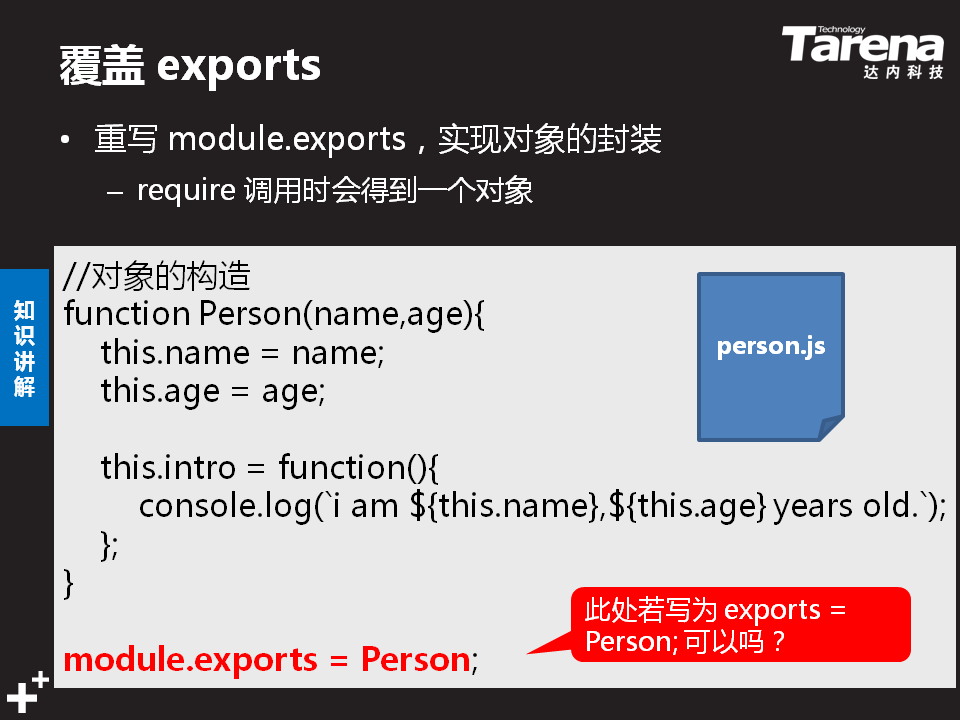 覆盖 exports
Technology
Tarena
达内科技
• 重写 module.exports，实现对象的封装
– require 调用时会得到一个对象
知识讲解
//对象的构造
function Person(name,age){
    this.name = name;
    this.age = age;
    this.intro = function(){
        console.log(`i am ${this.name},${this.age} years old.`);
    };
}
module.exports = Person;
person.js
此处若写为 exports =
Person; 可以吗？